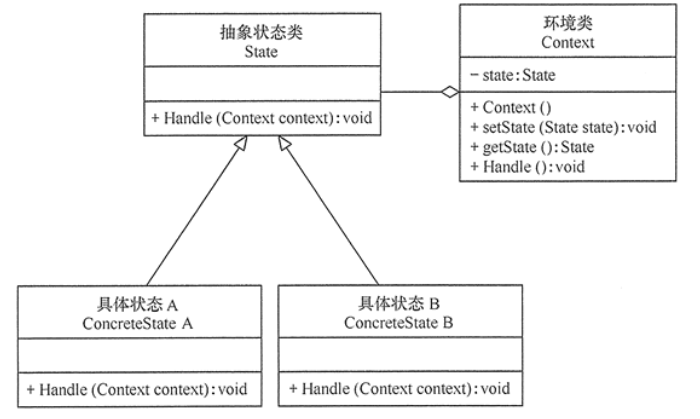 抽象状态类
State
+ Handle (Context context) : void
环境类
Context
- state : State
+ Context ()
+ setState (State state) : void
+ getState () : State
+ Handle () : void
具体状态 A
ConcreteState A
+ Handle (Context context) : void
具体状态 B
ConcreteState B
+ Handle (Context context) : void